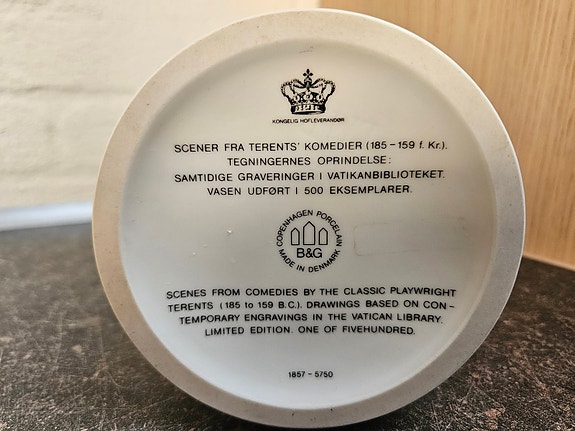 KONGELIG HOFLEVERANDØR
SCENER FRA TERENTS' KOMEDIER (185 – 159 f. Kr.).
TEGNINGERNES OPRINDELSE:
SAMTIDIGE GRAVERINGER I VATIKANBIBLIOTEKET.
VASEN UDFØRT I 500 EKSEMPLARER.
COPENHAGEN PORCELAIN
B&G
MADE IN DENMARK
SCENES FROM COMEDIES BY THE CLASSIC PLAYWRIGHT
TERENTS (185 to 159 B.C.). DRAWINGS BASED ON CON–
TEMPORARY ENGRAVINGS IN THE VATICAN LIBRARY.
LIMITED EDITION. ONE OF FIVEHUNDRED.
1857 – 5750